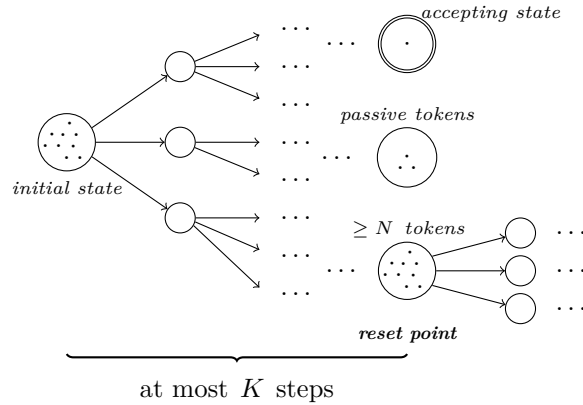 accepting state
... ...
...
...
passive tokens
...
... ...
initial state
...
≥ N tokens
... ...
...
... ...
...
...
reset point
at most K steps